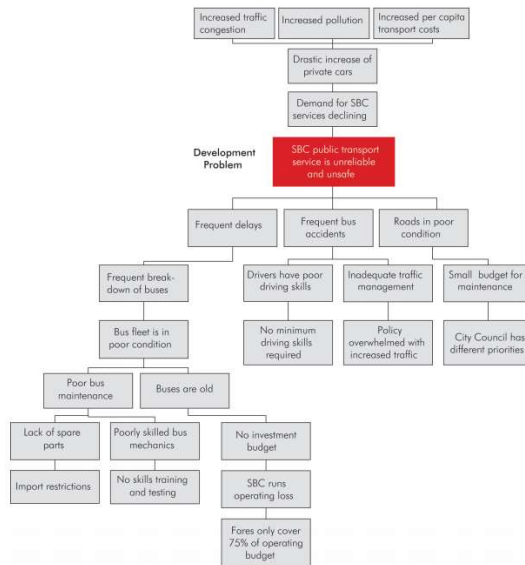 Increased traffic
congestion
Increased pollution
Increased per capita
transport costs
Drastic increase of
private cars
Demand for SBC
services declining
Development
Problem
SBC public transport
service is unreliable
and unsafe
Frequent delays
Frequent bus
accidents
Roads in poor
condition
Frequent break-
down of buses
Drivers have poor
driving skills
Inadequate traffic
management
Small budget for
maintenance
Bus fleet is in
poor condition
No minimum
driving skills
required
Policy
overwhelmed with
increased traffic
City Council has
different priorities
Poor bus
maintenance
Buses are old
Lack of spare
parts
Poorly skilled bus
mechanics
No investment
budget
Import restrictions
No skills training
and testing
SBC runs
operating loss
Fares only cover
75% of operating
budget